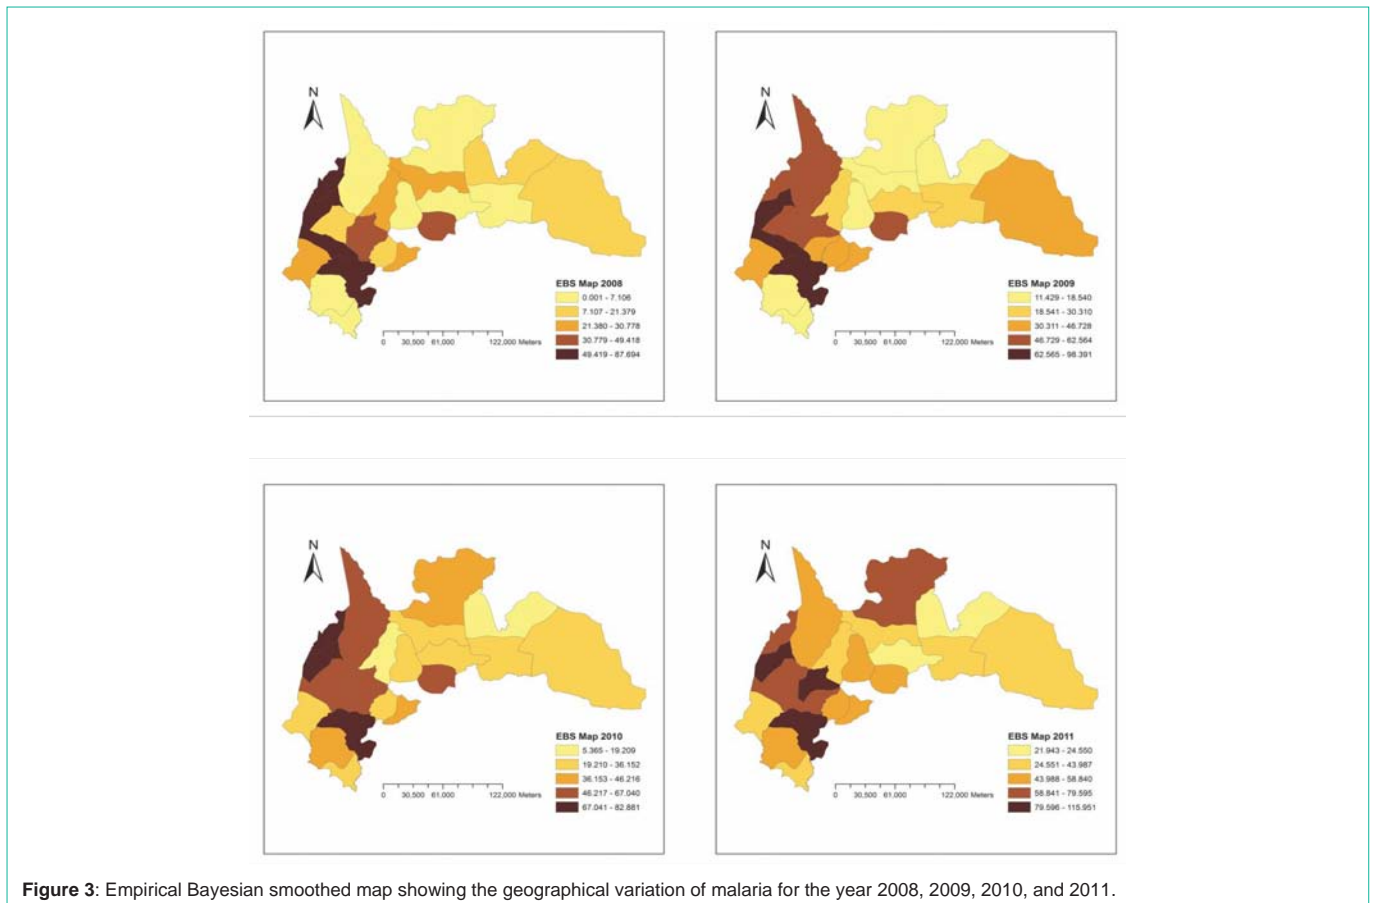 N
EBS Map 2008
0.001 - 7.106
7.107 - 21.379
21.380 - 30.778
30.779 - 49.418
49.419 - 87.694
0 30,500 61,000 122,000 Meters
N
EBS Map 2009
11.429 - 18.540
18.541 - 30.310
30.311 - 46.728
46.729 - 62.564
62.565 - 98.391
0 30,500 61,000 122,000 Meters
N
EBS Map 2010
5.365 - 19.209
19.210 - 36.152
36.153 - 46.216
46.217 - 67.040
67.041 - 82.881
0 30,500 61,000 122,000 Meters
N
EBS Map 2011
21.943 - 24.550
24.551 - 43.987
43.988 - 58.840
58.841 - 79.595
79.596 - 115.951
0 30,500 61,000 122,000 Meters
Figure 3: Empirical Bayesian smoothed map showing the geographical variation of malaria for the year 2008, 2009, 2010, and 2011.